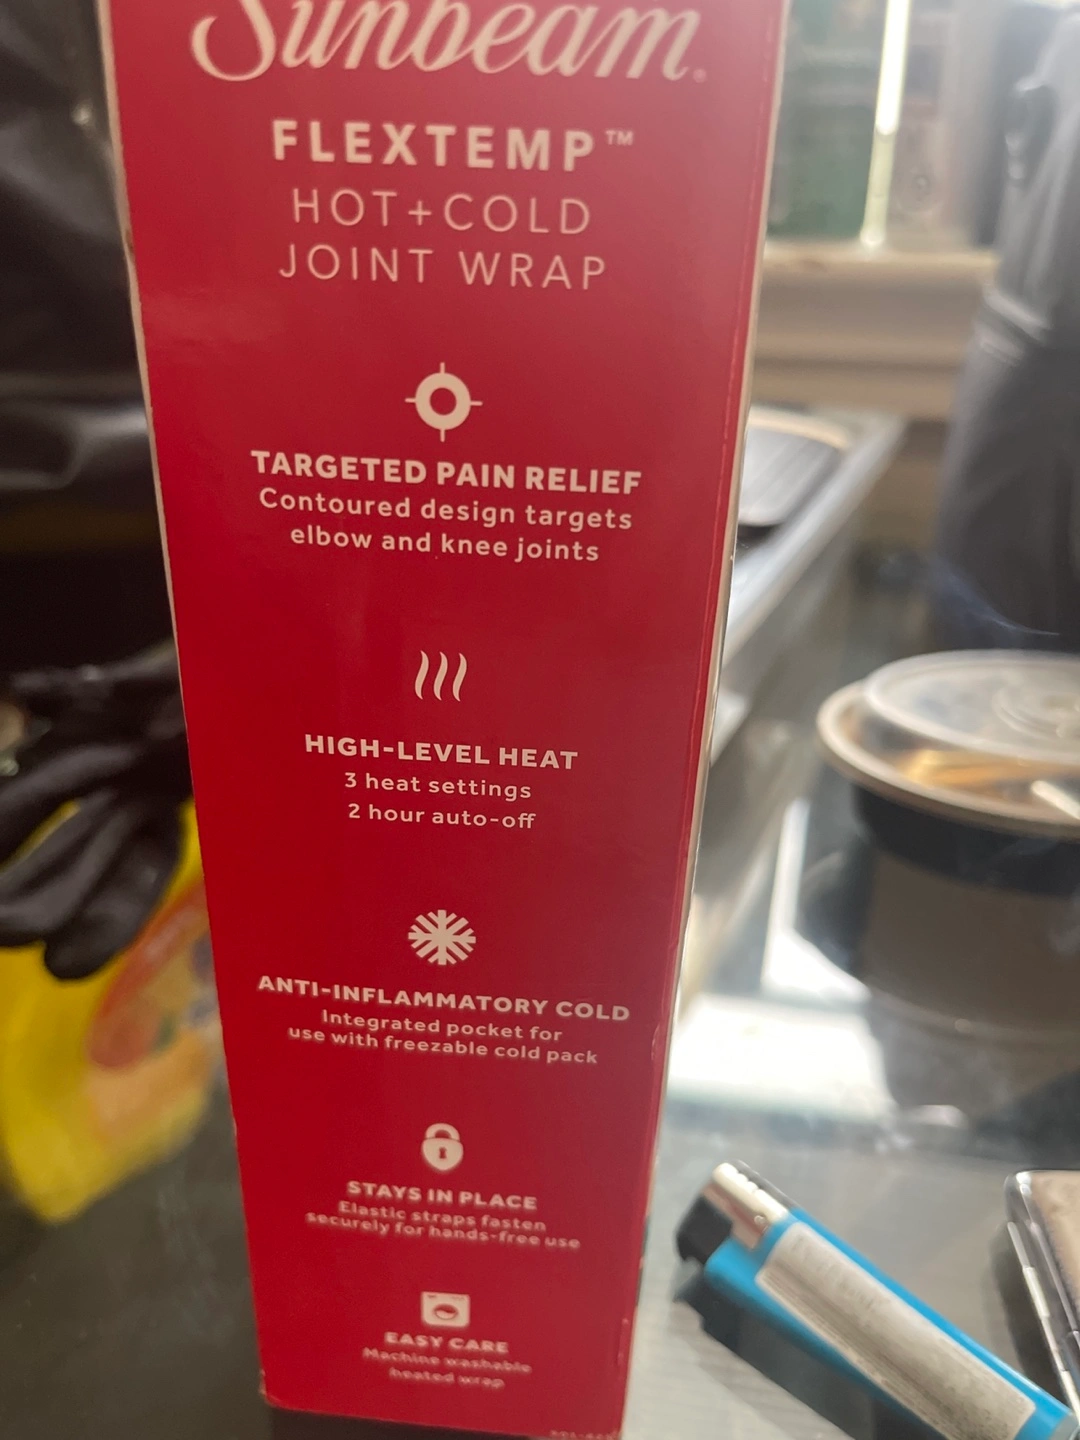 Sunbeam®
FLEXTEMP™
HOT+COLD
JOINT WRAP
TARGETED PAIN RELIEF
Contoured design targets
elbow and knee joints
HIGH-LEVEL HEAT
3 heat settings
2 hour auto-off
ANTI-INFLAMMATORY COLD
Integrated pocket for
use with freezable cold pack
STAYS IN PLACE
Elastic straps fasten
securely for hands-free use
EASY CARE
Machine washable
heated wrap